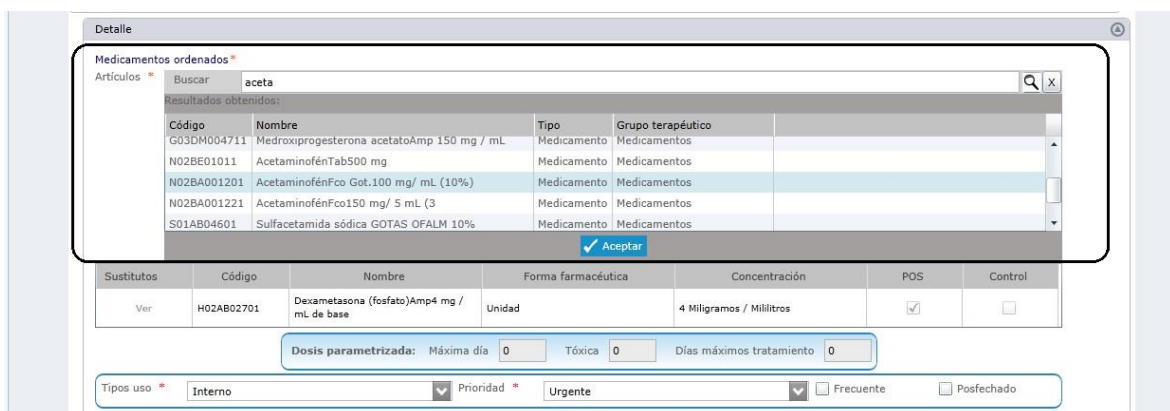 Detalle
Medicamentos ordenados *
Artículos * Buscar aceta X
Resultados obtenidos:
Código Nombre Tipo Grupo terapéutico
G03DM004711 Medroxiprogesterona acetatoAmp 150 mg / mL Medicamento Medicamentos
N02BE01011 AcetaminofénTab500 mg Medicamento Medicamentos
N02BA001201 AcetaminofénFco Got.100 mg/ mL (10%) Medicamento Medicamentos
N02BA001221 AcetaminofénFco150 mg/ 5 mL (3 Medicamento Medicamentos
S01AB04601 Sulfacetamida sódica GOTAS OFALM 10% Medicamento Medicamentos
Aceptar
Sustitutos Código Nombre Forma farmacéutica Concentración POS Control
Ver H02AB02701 Dexametasona (fosfato)Amp4 mg / Unidad 4 Miligramos / Mililitros
mL de base
Dosis parametrizada: Máxima día 0 Tóxica 0 Días máximos tratamiento 0
Tipos uso * Interno Prioridad * Urgente Frecuente Posfechado